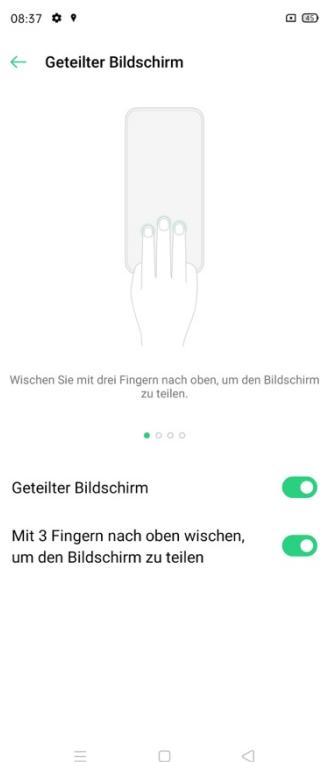 08:37
45
Geteilter Bildschirm
Wischen Sie mit drei Fingern nach oben, um den Bildschirm
zu teilen.
Geteilter Bildschirm
Mit 3 Fingern nach oben wischen,
um den Bildschirm zu teilen